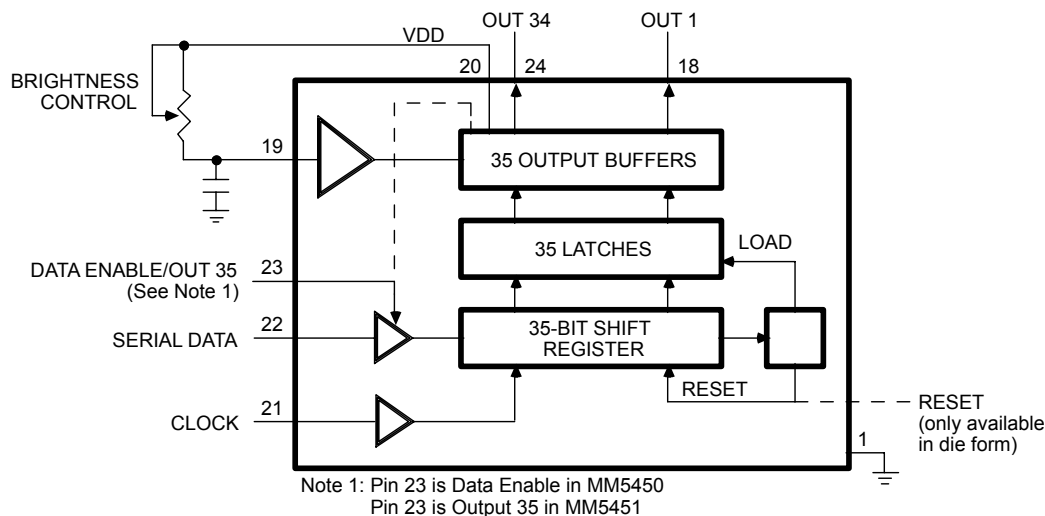 OUT 34
OUT 1
VDD
20
24
18
BRIGHTNESS
CONTROL
19
35 OUTPUT BUFFERS
35 LATCHES
LOAD
DATA ENABLE/OUT 35
(See Note 1)
23
SERIAL DATA
22
35-BIT SHIFT
REGISTER
RESET
CLOCK
21
RESET
(only available
in die form)
1
Note 1: Pin 23 is Data Enable in MM5450
Pin 23 is Output 35 in MM5451